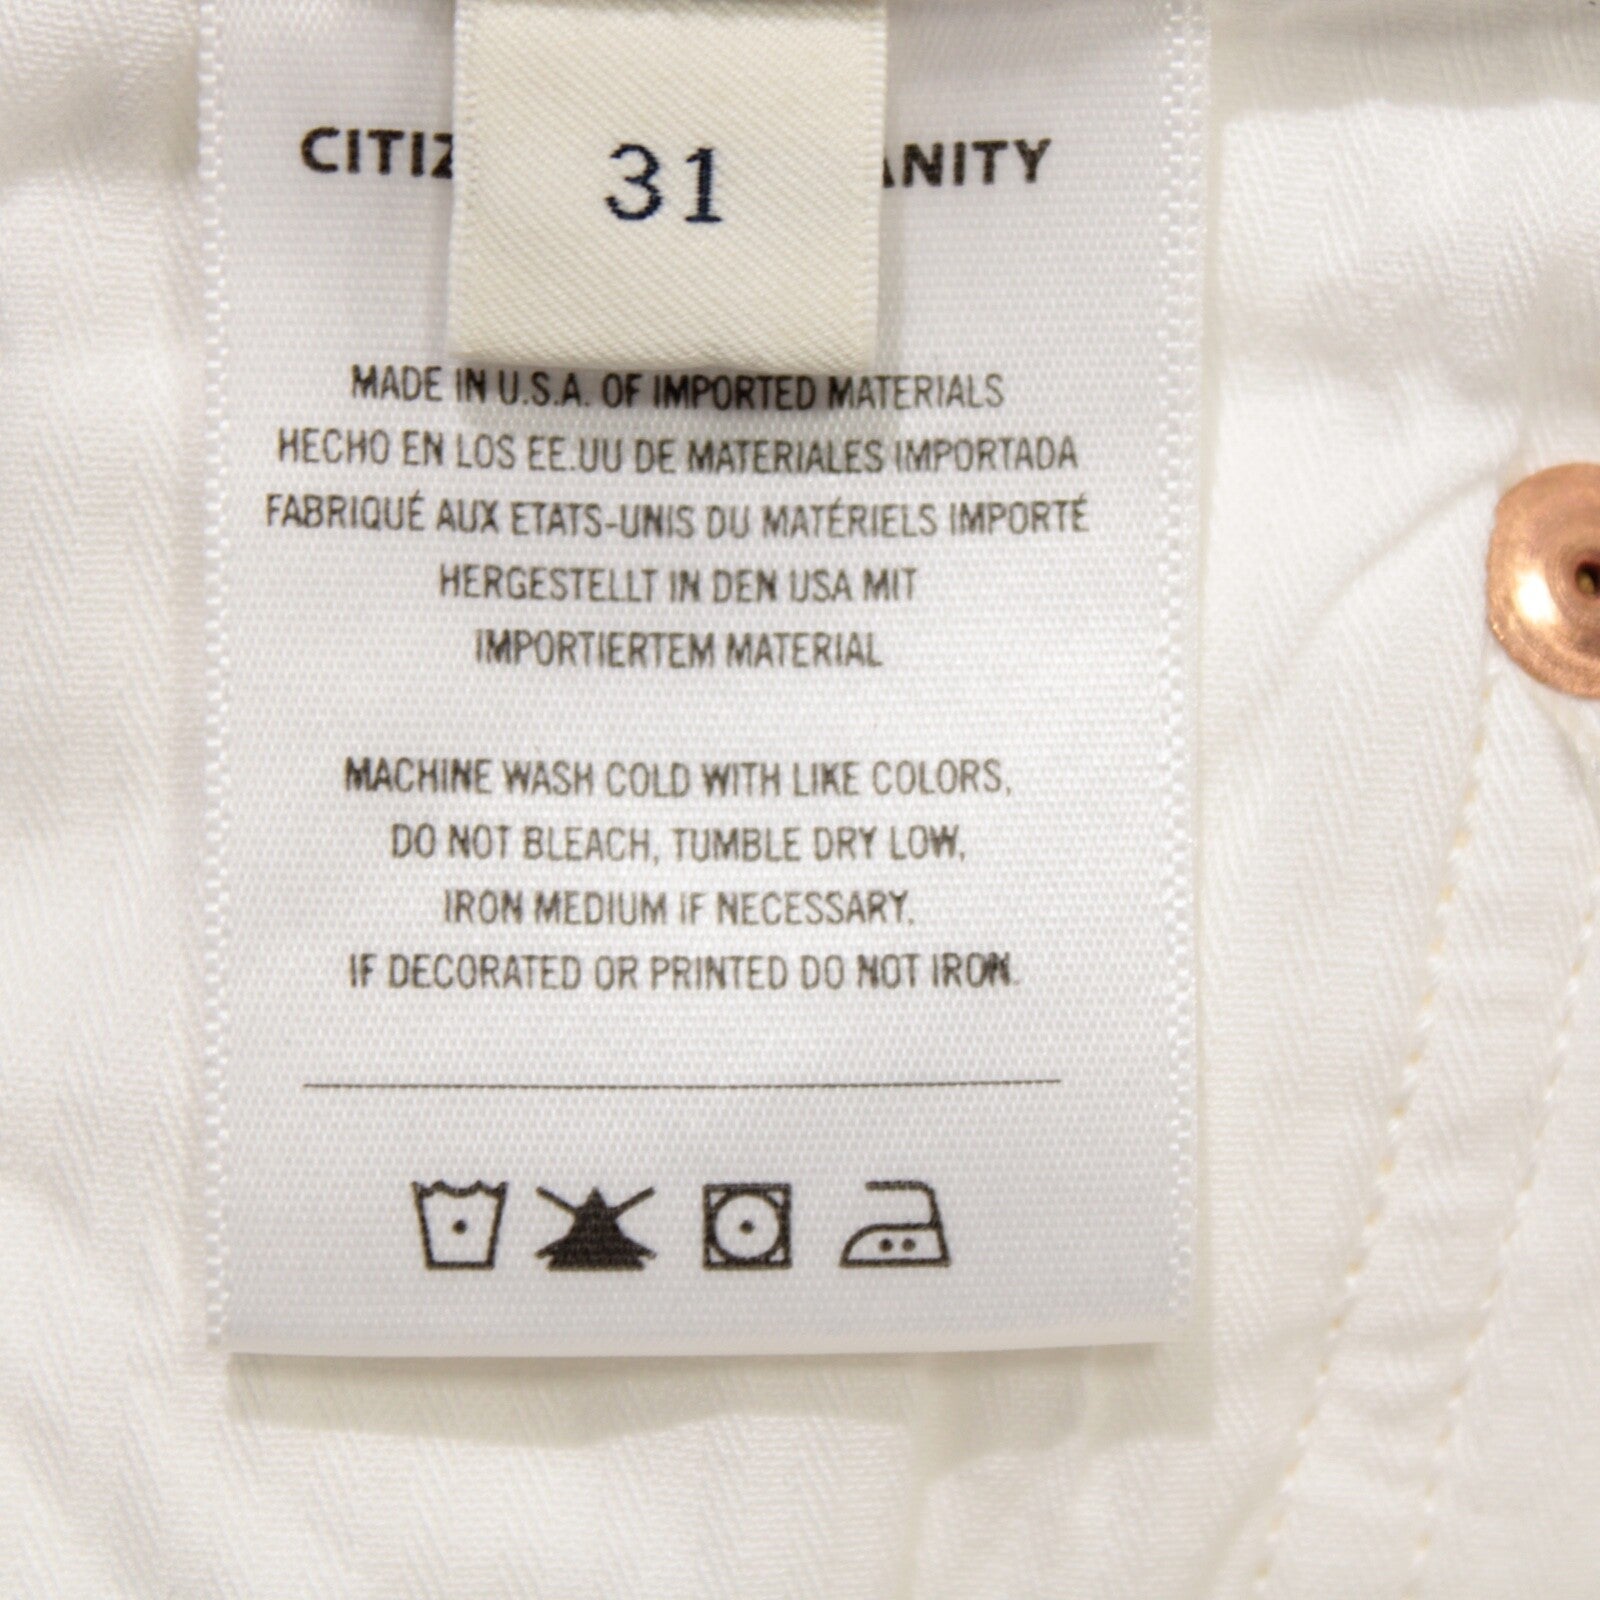 31
MADE IN U.S.A. OF IMPORTED MATERIALS
HECHO EN LOS EE.UU DE MATERIALES IMPORTADA
FABRIQUÉ AUX ETATS-UNIS DU MATÉRIELS IMPORTÉ
HERGESTELLT IN DEN USA MIT
IMPORTIERTEM MATERIAL
MACHINE WASH COLD WITH LIKE COLORS,
DO NOT BLEACH, TUMBLE DRY LOW,
IRON MEDIUM IF NECESSARY.
IF DECORATED OR PRINTED DO NOT IRON.